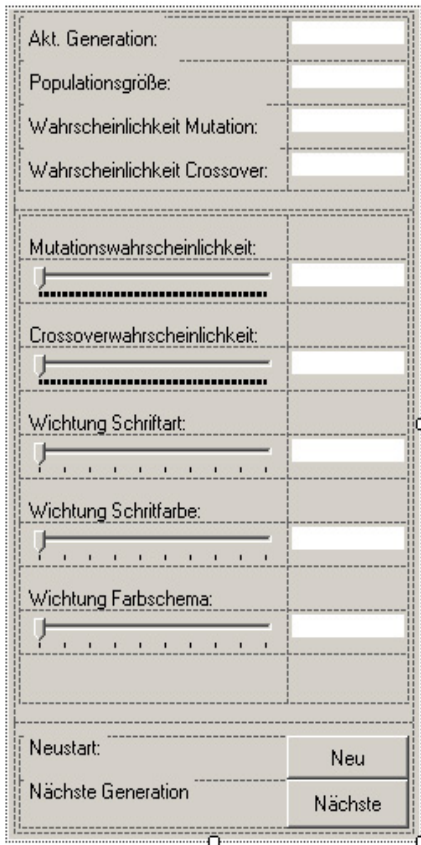 Akt. Generation:
Populationsgröße:
Wahrscheinlichkeit Mutation:
Wahrscheinlichkeit Crossover:
Mutationswahrscheinlichkeit:
Crossoverwahrscheinlichkeit:
Wichtung Schriftart:
Wichtung Schritfarbe:
Wichtung Farbschema:
Neustart:
Neu
Nächste Generation
Nächste